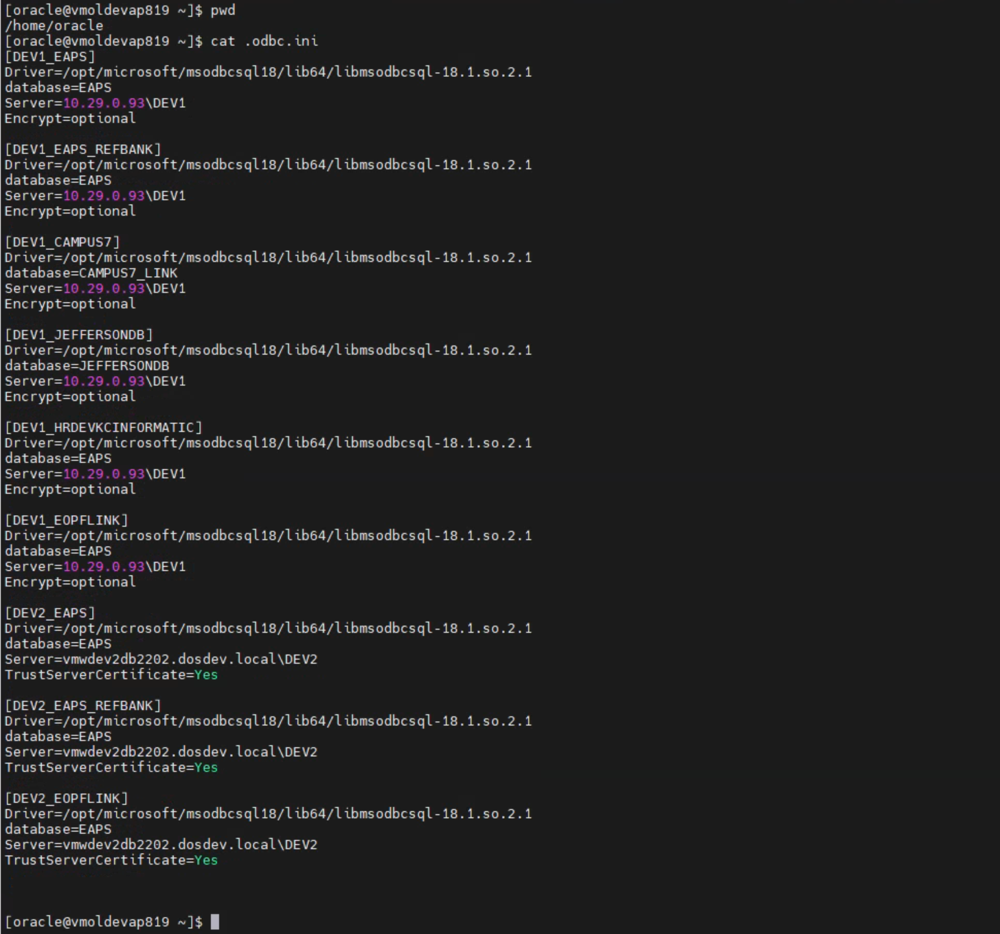 [oracle@vmoldevap819 ~]$ pwd
/home/oracle
[oracle@vmoldevap819 ~]$ cat .odbc.ini
[DEV1_EAPS]
Driver=/opt/microsoft/msodbcsql18/lib64/libmsodbcsql-18.1.so.2.1
database=EAPS
Server=10.29.0.93\DEV1
Encrypt=optional

[DEV1_EAPS_REFBANK]
Driver=/opt/microsoft/msodbcsql18/lib64/libmsodbcsql-18.1.so.2.1
database=EAPS
Server=10.29.0.93\DEV1
Encrypt=optional

[DEV1_CAMPUS7]
Driver=/opt/microsoft/msodbcsql18/lib64/libmsodbcsql-18.1.so.2.1
database=CAMPUS7_LINK
Server=10.29.0.93\DEV1
Encrypt=optional

[DEV1_JEFFERSONDB]
Driver=/opt/microsoft/msodbcsql18/lib64/libmsodbcsql-18.1.so.2.1
database=JEFFERSONDB
Server=10.29.0.93\DEV1
Encrypt=optional

[DEV1_HRDEVKCINFORMATIC]
Driver=/opt/microsoft/msodbcsql18/lib64/libmsodbcsql-18.1.so.2.1
database=EAPS
Server=10.29.0.93\DEV1
Encrypt=optional

[DEV1_EOPFLINK]
Driver=/opt/microsoft/msodbcsql18/lib64/libmsodbcsql-18.1.so.2.1
database=EAPS
Server=10.29.0.93\DEV1
Encrypt=optional

[DEV2_EAPS]
Driver=/opt/microsoft/msodbcsql18/lib64/libmsodbcsql-18.1.so.2.1
database=EAPS
Server=vmwdev2db2202.dosdev.local\DEV2
TrustServerCertificate=Yes

[DEV2_EAPS_REFBANK]
Driver=/opt/microsoft/msodbcsql18/lib64/libmsodbcsql-18.1.so.2.1
database=EAPS
Server=vmwdev2db2202.dosdev.local\DEV2
TrustServerCertificate=Yes

[DEV2_EOPFLINK]
Driver=/opt/microsoft/msodbcsql18/lib64/libmsodbcsql-18.1.so.2.1
database=EAPS
Server=vmwdev2db2202.dosdev.local\DEV2
TrustServerCertificate=Yes

[oracle@vmoldevap819 ~]$